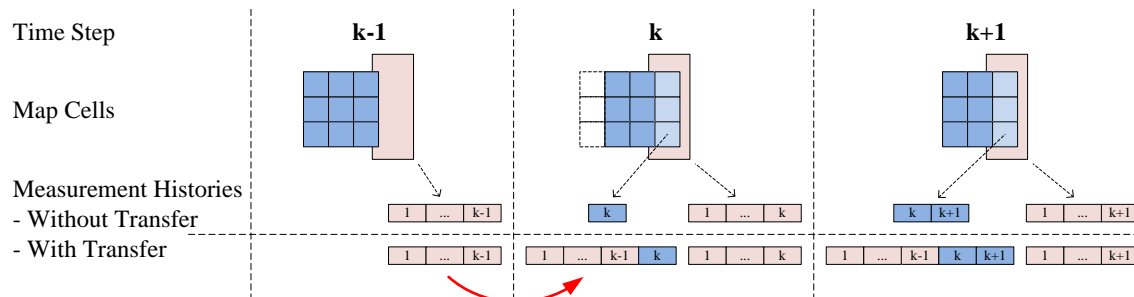 Time Step k-1 k k+1
Map Cells
Measurement Histories
- Without Transfer 1 ... k-1 k 1 ... k k k+1 1 ... k+1
- With Transfer 1 ... k-1 1 ... k-1 k 1 ... k 1 ... k-1 k k+1 1 ... k+1